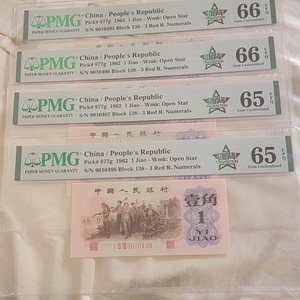 PMG
PAPER MONEY GUARANTY
China / People's Republic
Pick# 877g 1962 1 Jiao - Wmk: Open Star
S/N 9010495 Block 138 - 3 Red R. Numerals
66 EPQ
Gem Uncirculated
PMG
PAPER MONEY GUARANTY
China / People's Republic
Pick# 877g 1962 1 Jiao - Wmk: Open Star
S/N 9010496 Block 138 - 3 Red R. Numerals
66 EPQ
Gem Uncirculated
PMG
PAPER MONEY GUARANTY
China / People's Republic
Pick# 877g 1962 1 Jiao - Wmk: Open Star
S/N 9010497 Block 138 - 3 Red R. Numerals
65 EPQ
Gem Uncirculated
PMG
PAPER MONEY GUARANTY
China / People's Republic
Pick# 877g 1962 1 Jiao - Wmk: Open Star
S/N 9010498 Block 138 - 3 Red R. Numerals
65 EPQ
Gem Uncirculated
中國人民銀行
壹角
1
YI JIAO
9010498